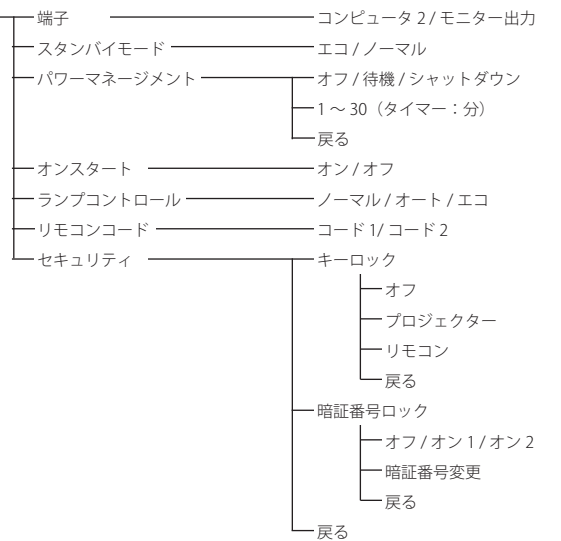 端子 コンピュータ 2 / モニター出力
スタンバイモード エコ / ノーマル
パワーマネージメント オフ / 待機 / シャットダウン
1 ～ 30（タイマー：分）
戻る
オンスタート オン / オフ
ランプコントロール ノーマル / オート / エコ
リモコンコード コード 1/ コード 2
セキュリティ キーロック
オフ
プロジェクター
リモコン
戻る
暗証番号ロック
オフ / オン 1 / オン 2
暗証番号変更
戻る
戻る